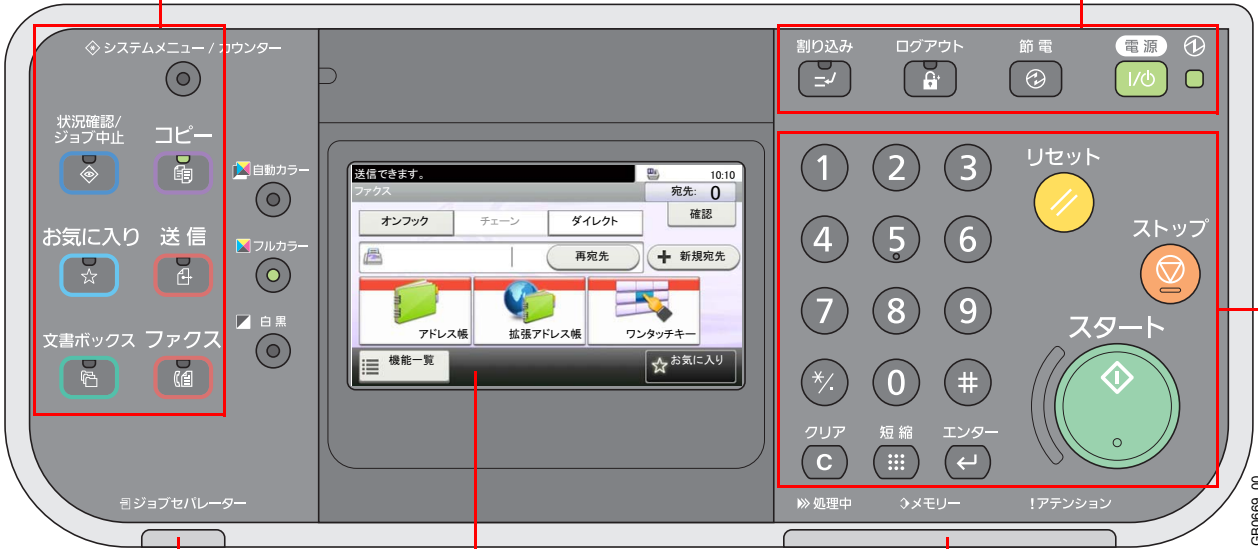 システムメニュー / カウンター
状況確認/
ジョブ中止
コピー
お気に入り
送信
文書ボックス
ファクス
自動カラー
フルカラー
白黒
ジョブセパレーター
送信できます。
10:10
ファクス
宛先: 0
オンフック
チェーン
ダイレクト
確認
再宛先
+ 新規宛先
アドレス帳
拡張アドレス帳
ワンタッチキー
機能一覧
お気に入り
割り込み
ログアウト
節電
電源
I/
1
2
3
リセット
4
5
6
ストップ
7
8
9
スタート
*/.
0
#
クリア
短縮
エンター
C
処理中
メモリー
!アテンション
GB0669_00